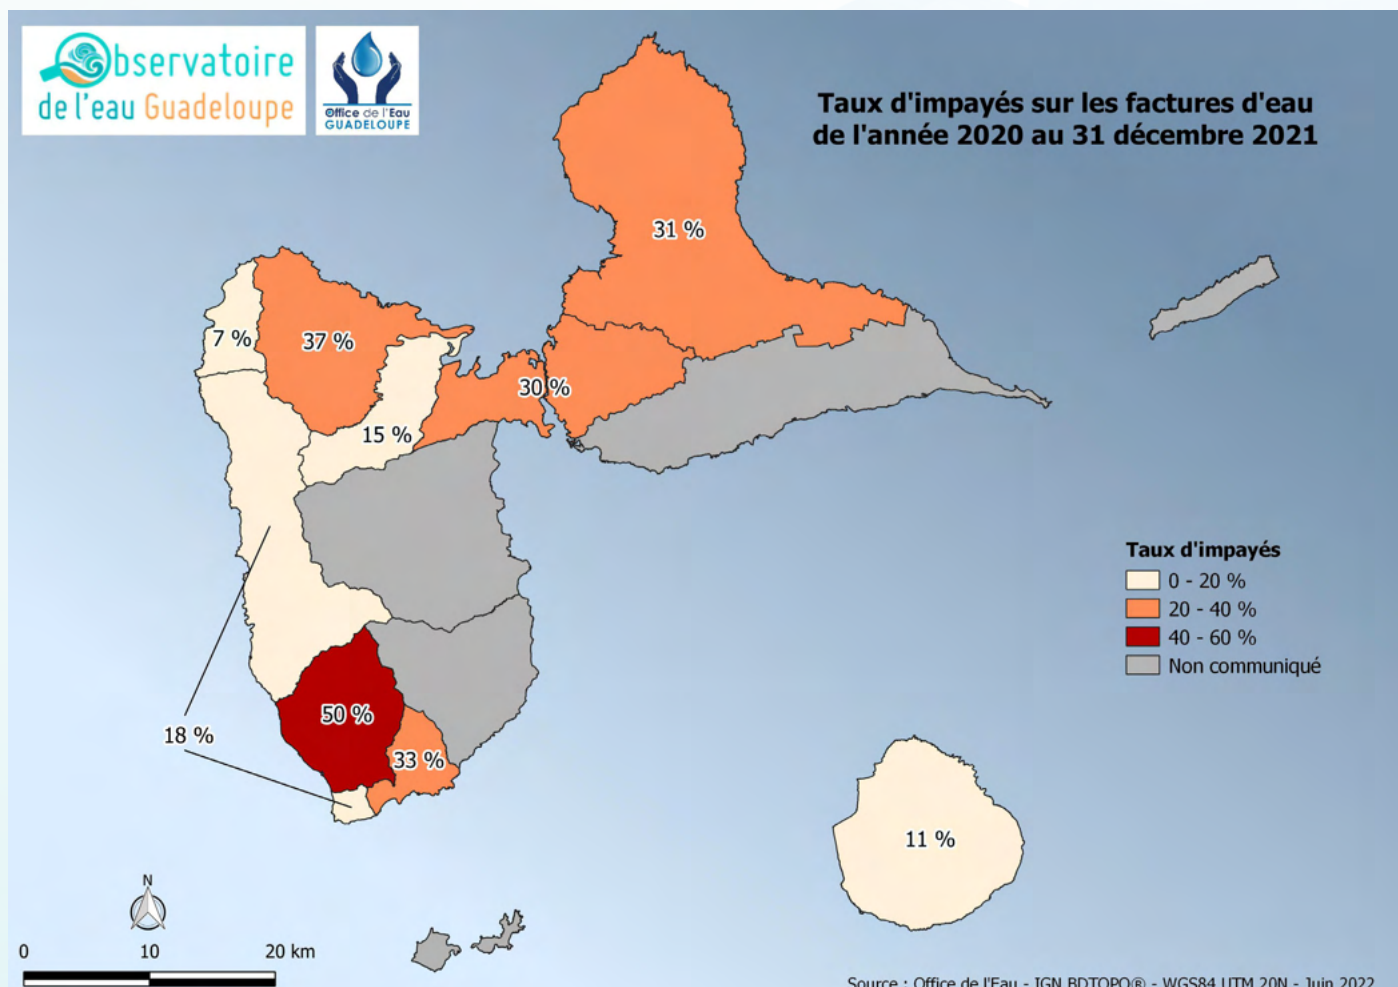 Observatoire
de l'eau Guadeloupe
Office de l'Eau
GUADELOUPE
Taux d'impayés sur les factures d'eau
de l'année 2020 au 31 décembre 2021
31 %
7 %
37 %
30 %
15 %
18 %
50 %
33 %
11 %
Taux d'impayés
0 - 20 %
20 - 40 %
40 - 60 %
Non communiqué
N
0 10 20 km
Source : Office de l'Eau - IGN BDTOPO® - WGS84 UTM 20N - Juin 2022